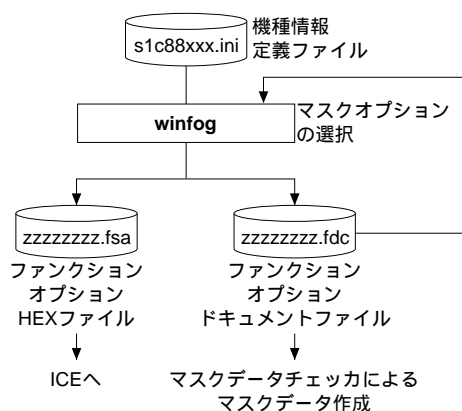 機種情報
定義ファイル
s1c88xxx.ini
winfog
マスクオプション
の選択
zzzzzzzz.fsa
zzzzzzzz.fdc
ファンクション
オプション
HEXファイル
ファンクション
オプション
ドキュメントファイル
ICEへ
マスクデータチェッカによる
マスクデータ作成